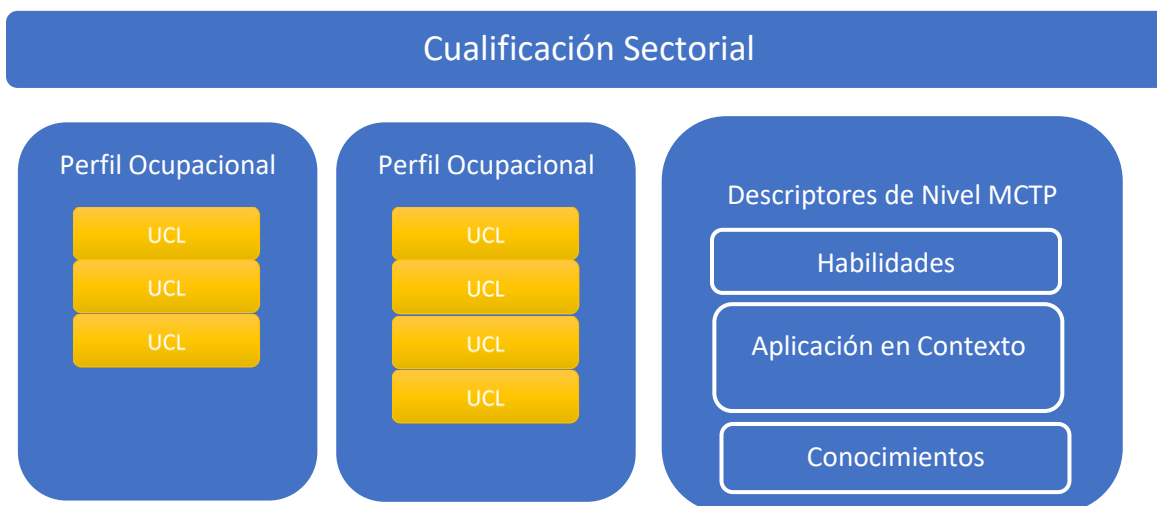 Cualificación Sectorial
Perfil Ocupacional
UCL
UCL
UCL
Perfil Ocupacional
UCL
UCL
UCL
UCL
Descriptores de Nivel MCTP
Habilidades
Aplicación en Contexto
Conocimientos